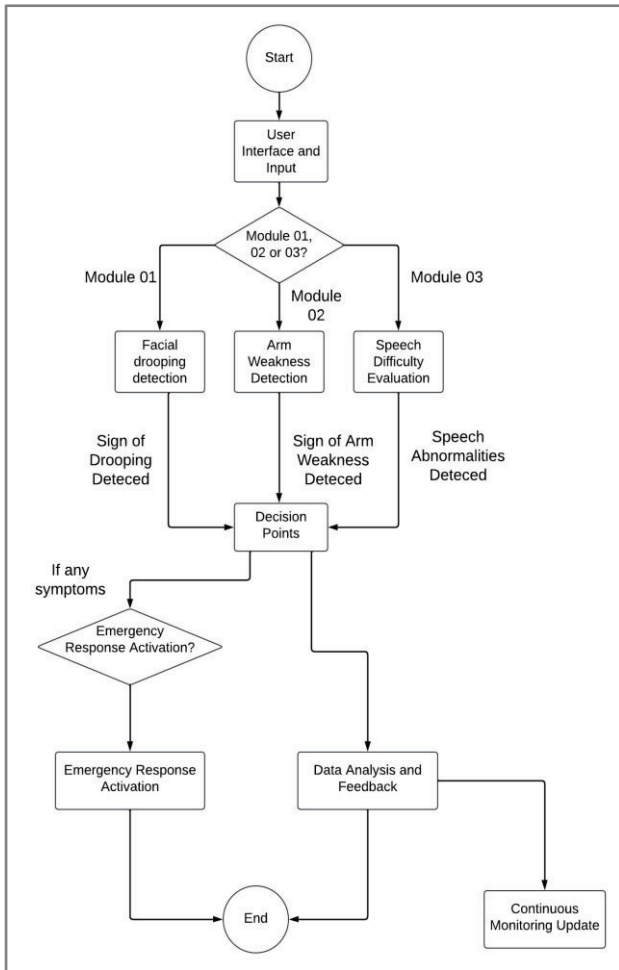 Start
User
Interface and
Input
Module 01,
02 or 03?
Module 01
Module
02
Module 03
Facial
drooping
detection
Arm
Weakness
Detection
Speech
Difficulty
Evaluation
Sign of
Drooping
Deteced
Sign of Arm
Weakness
Deteced
Speech
Abnormalities
Deteced
Decision
Points
If any
symptoms
Emergency
Response Activation?
Emergency Response
Activation
Data Analysis and
Feedback
End
Continuous
Monitoring Update